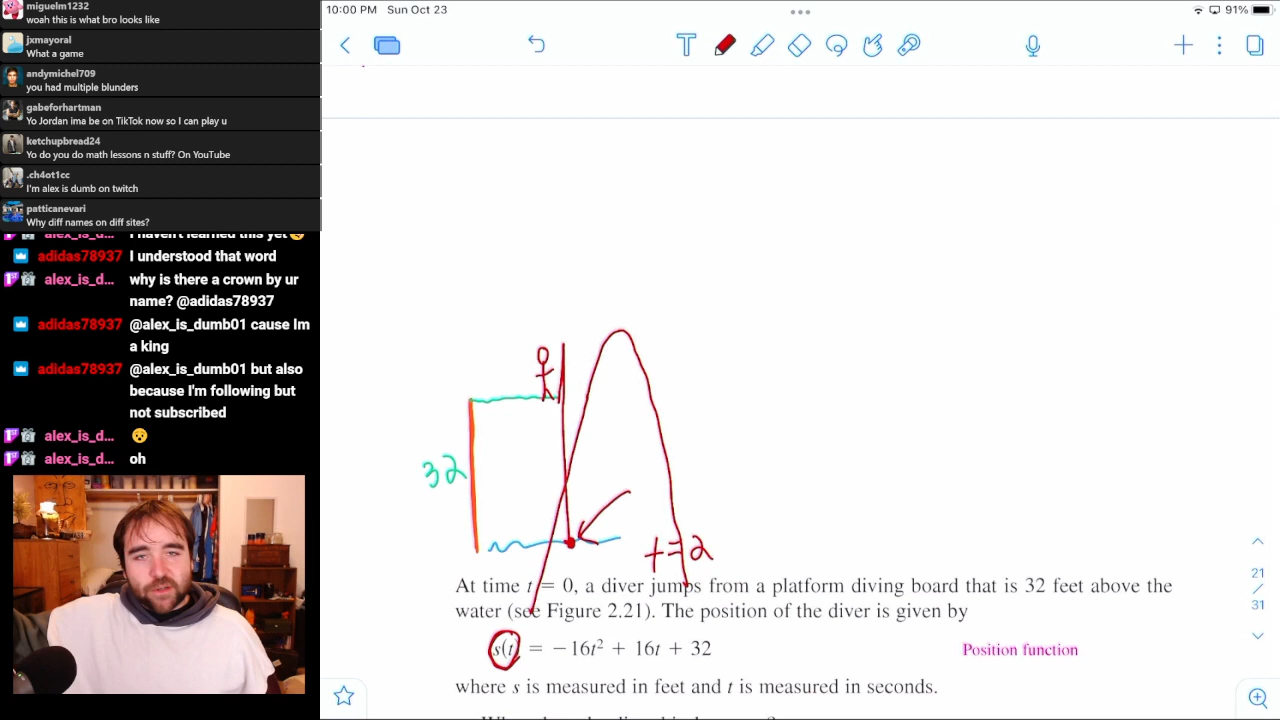 miguelm1232
woah this is what bro looks like
jxmayoral
What a game
andymichel709
you had multiple blunders
gabeforhartman
Yo Jordan ima be on TikTok now so I can play u
ketchupbread24
Yo do you do math lessons n stuff? On YouTube
.ch4ot1cc
I'm alex is dumb on twitch
patticanevari
Why diff names on diff sites?
alex_is_d... I haven't learned this yet
adidas78937 I understood that word
alex_is_d... why is there a crown by ur
name? @adidas78937
adidas78937 @alex_is_dumb01 cause Im
a king
adidas78937 @alex_is_dumb01 but also
because I'm following but
not subscribed
alex_is_d... 😧
alex_is_d... oh
10:00 PM Sun Oct 23
91%
T
32
t=2
At time t = 0, a diver jumps from a platform diving board that is 32 feet above the
water (see Figure 2.21). The position of the diver is given by
s(t) = −16t² + 16t + 32 Position function
where s is measured in feet and t is measured in seconds.
21
/
31